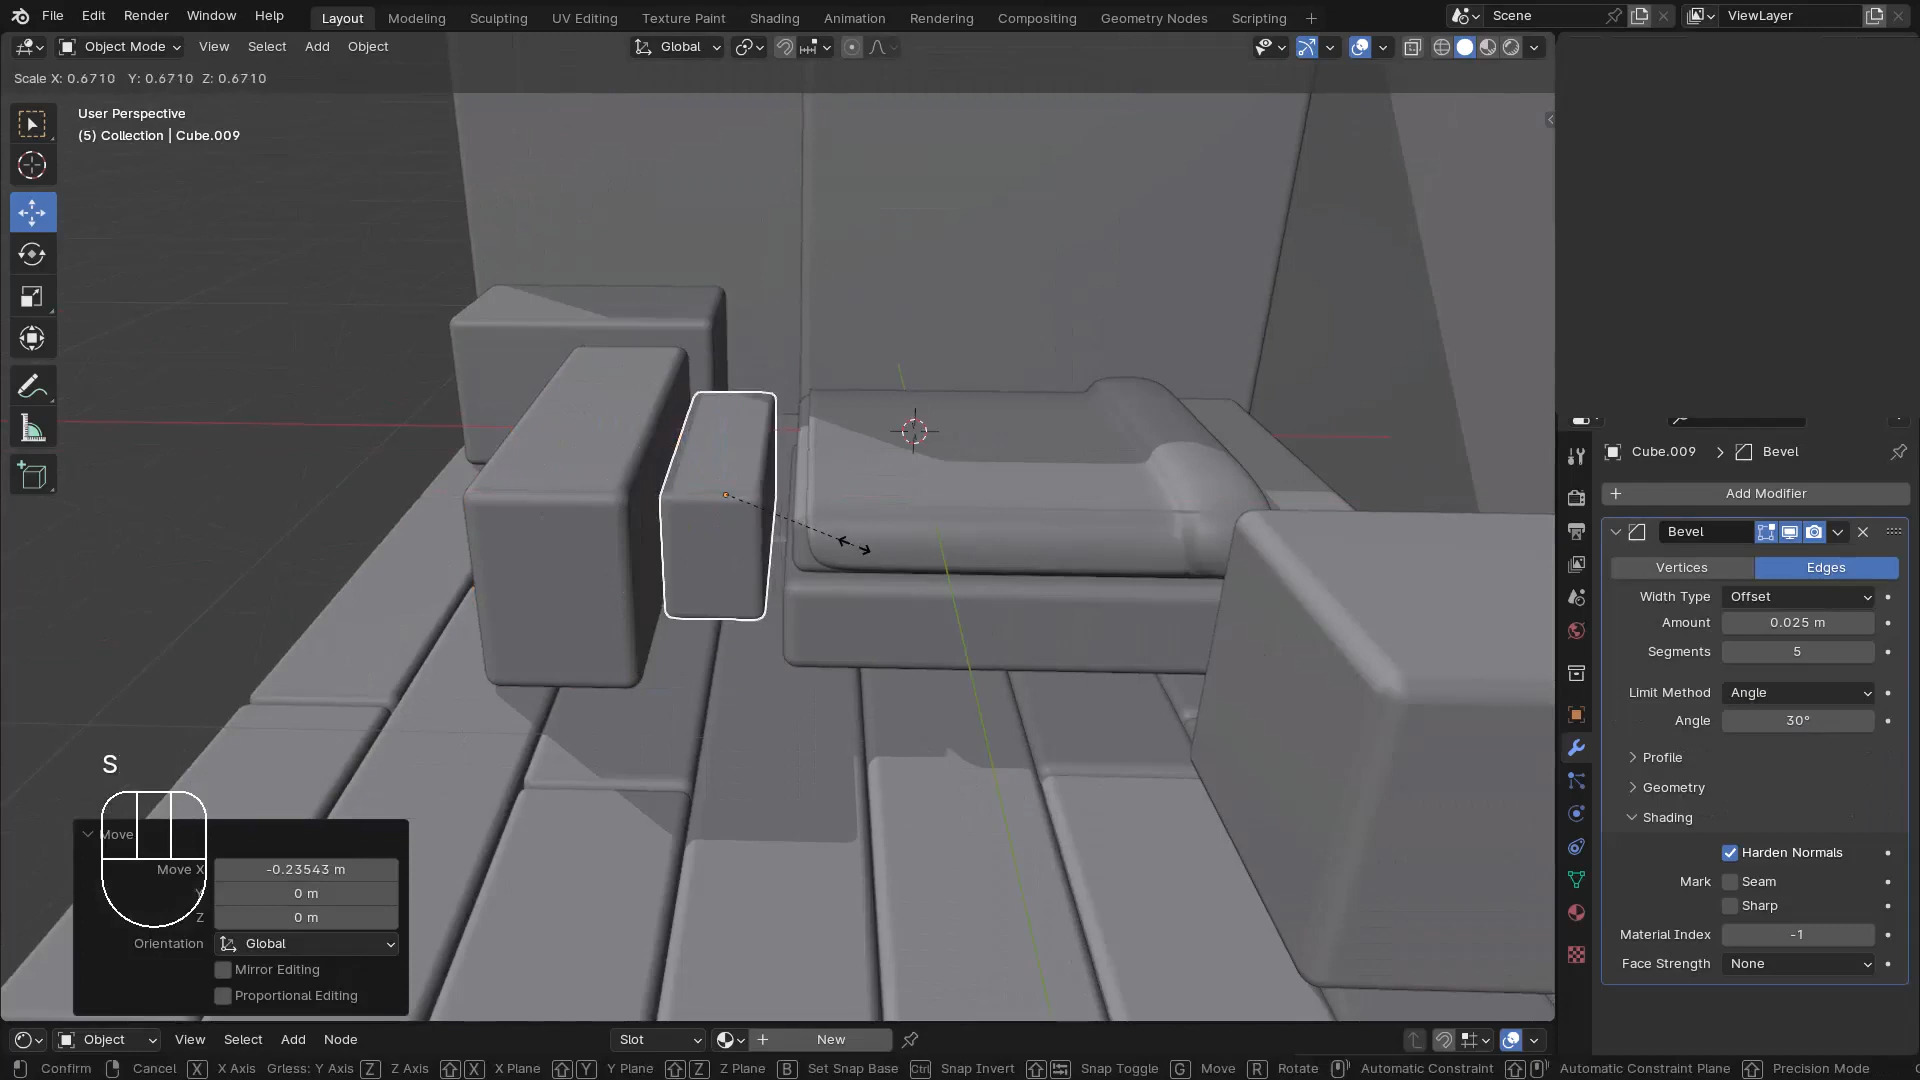 File Edit Render Window Help Layout Modeling Sculpting UV Editing Texture Paint Shading Animation Rendering Compositing Geometry Nodes Scripting + Scene ViewLayer
Object Mode View Select Add Object Global
Scale X: 0.6710 Y: 0.6710 Z: 0.6710
User Perspective
(5) Collection | Cube.009
Cube.009 > Bevel
+ Add Modifier
Bevel
Vertices Edges
Width Type Offset
Amount 0.025 m
Segments 5
Limit Method Angle
Angle 30°
Profile
Geometry
Shading
Harden Normals
Mark Seam
Sharp
Material Index -1
Face Strength None
S
Move
Move X -0.23543 m
0 m
Z 0 m
Orientation Global
Mirror Editing
Proportional Editing
Object View Select Add Object Node Slot + New
Confirm Cancel X X Axis Grless: Y Axis Z Z Axis X X Plane Y Y Plane Z Z Plane B Set Snap Base Ctrl Snap Invert Snap Toggle G Move R Rotate Automatic Constraint Automatic Constraint Plane Precision Mode